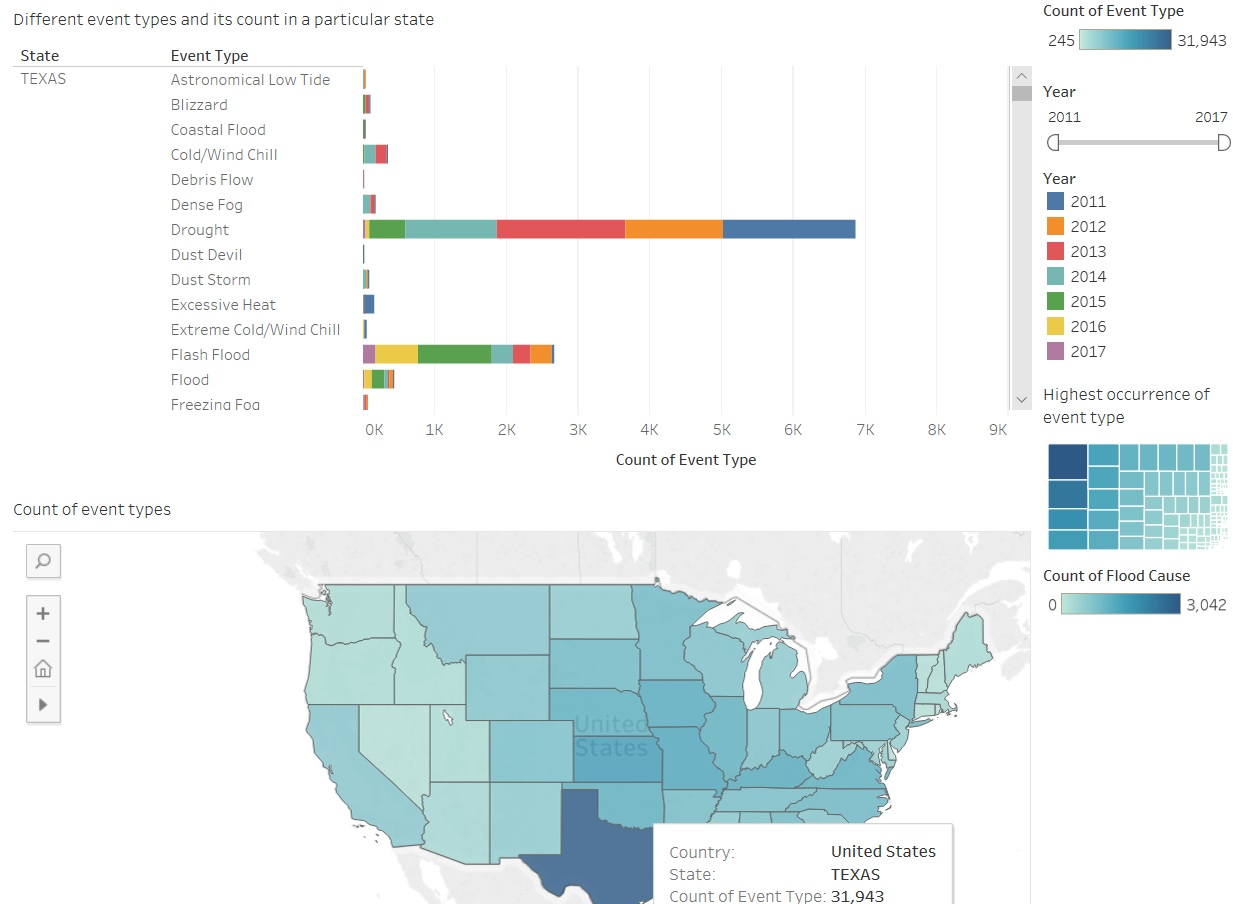 Different event types and its count in a particular state
State Event Type
TEXAS Astronomical Low Tide
Blizzard
Coastal Flood
Cold/Wind Chill
Debris Flow
Dense Fog
Drought
Dust Devil
Dust Storm
Excessive Heat
Extreme Cold/Wind Chill
Flash Flood
Flood
Freezing Fog
0K 1K 2K 3K 4K 5K 6K 7K 8K 9K
Count of Event Type
Count of Event Type
245 31,943
Year
2011 2017
Year
2011
2012
2013
2014
2015
2016
2017
Highest occurrence of
event type
Count of Flood Cause
0 3,042
Count of event types
United
States
Country: United States
State: TEXAS
Count of Event Type: 31,943